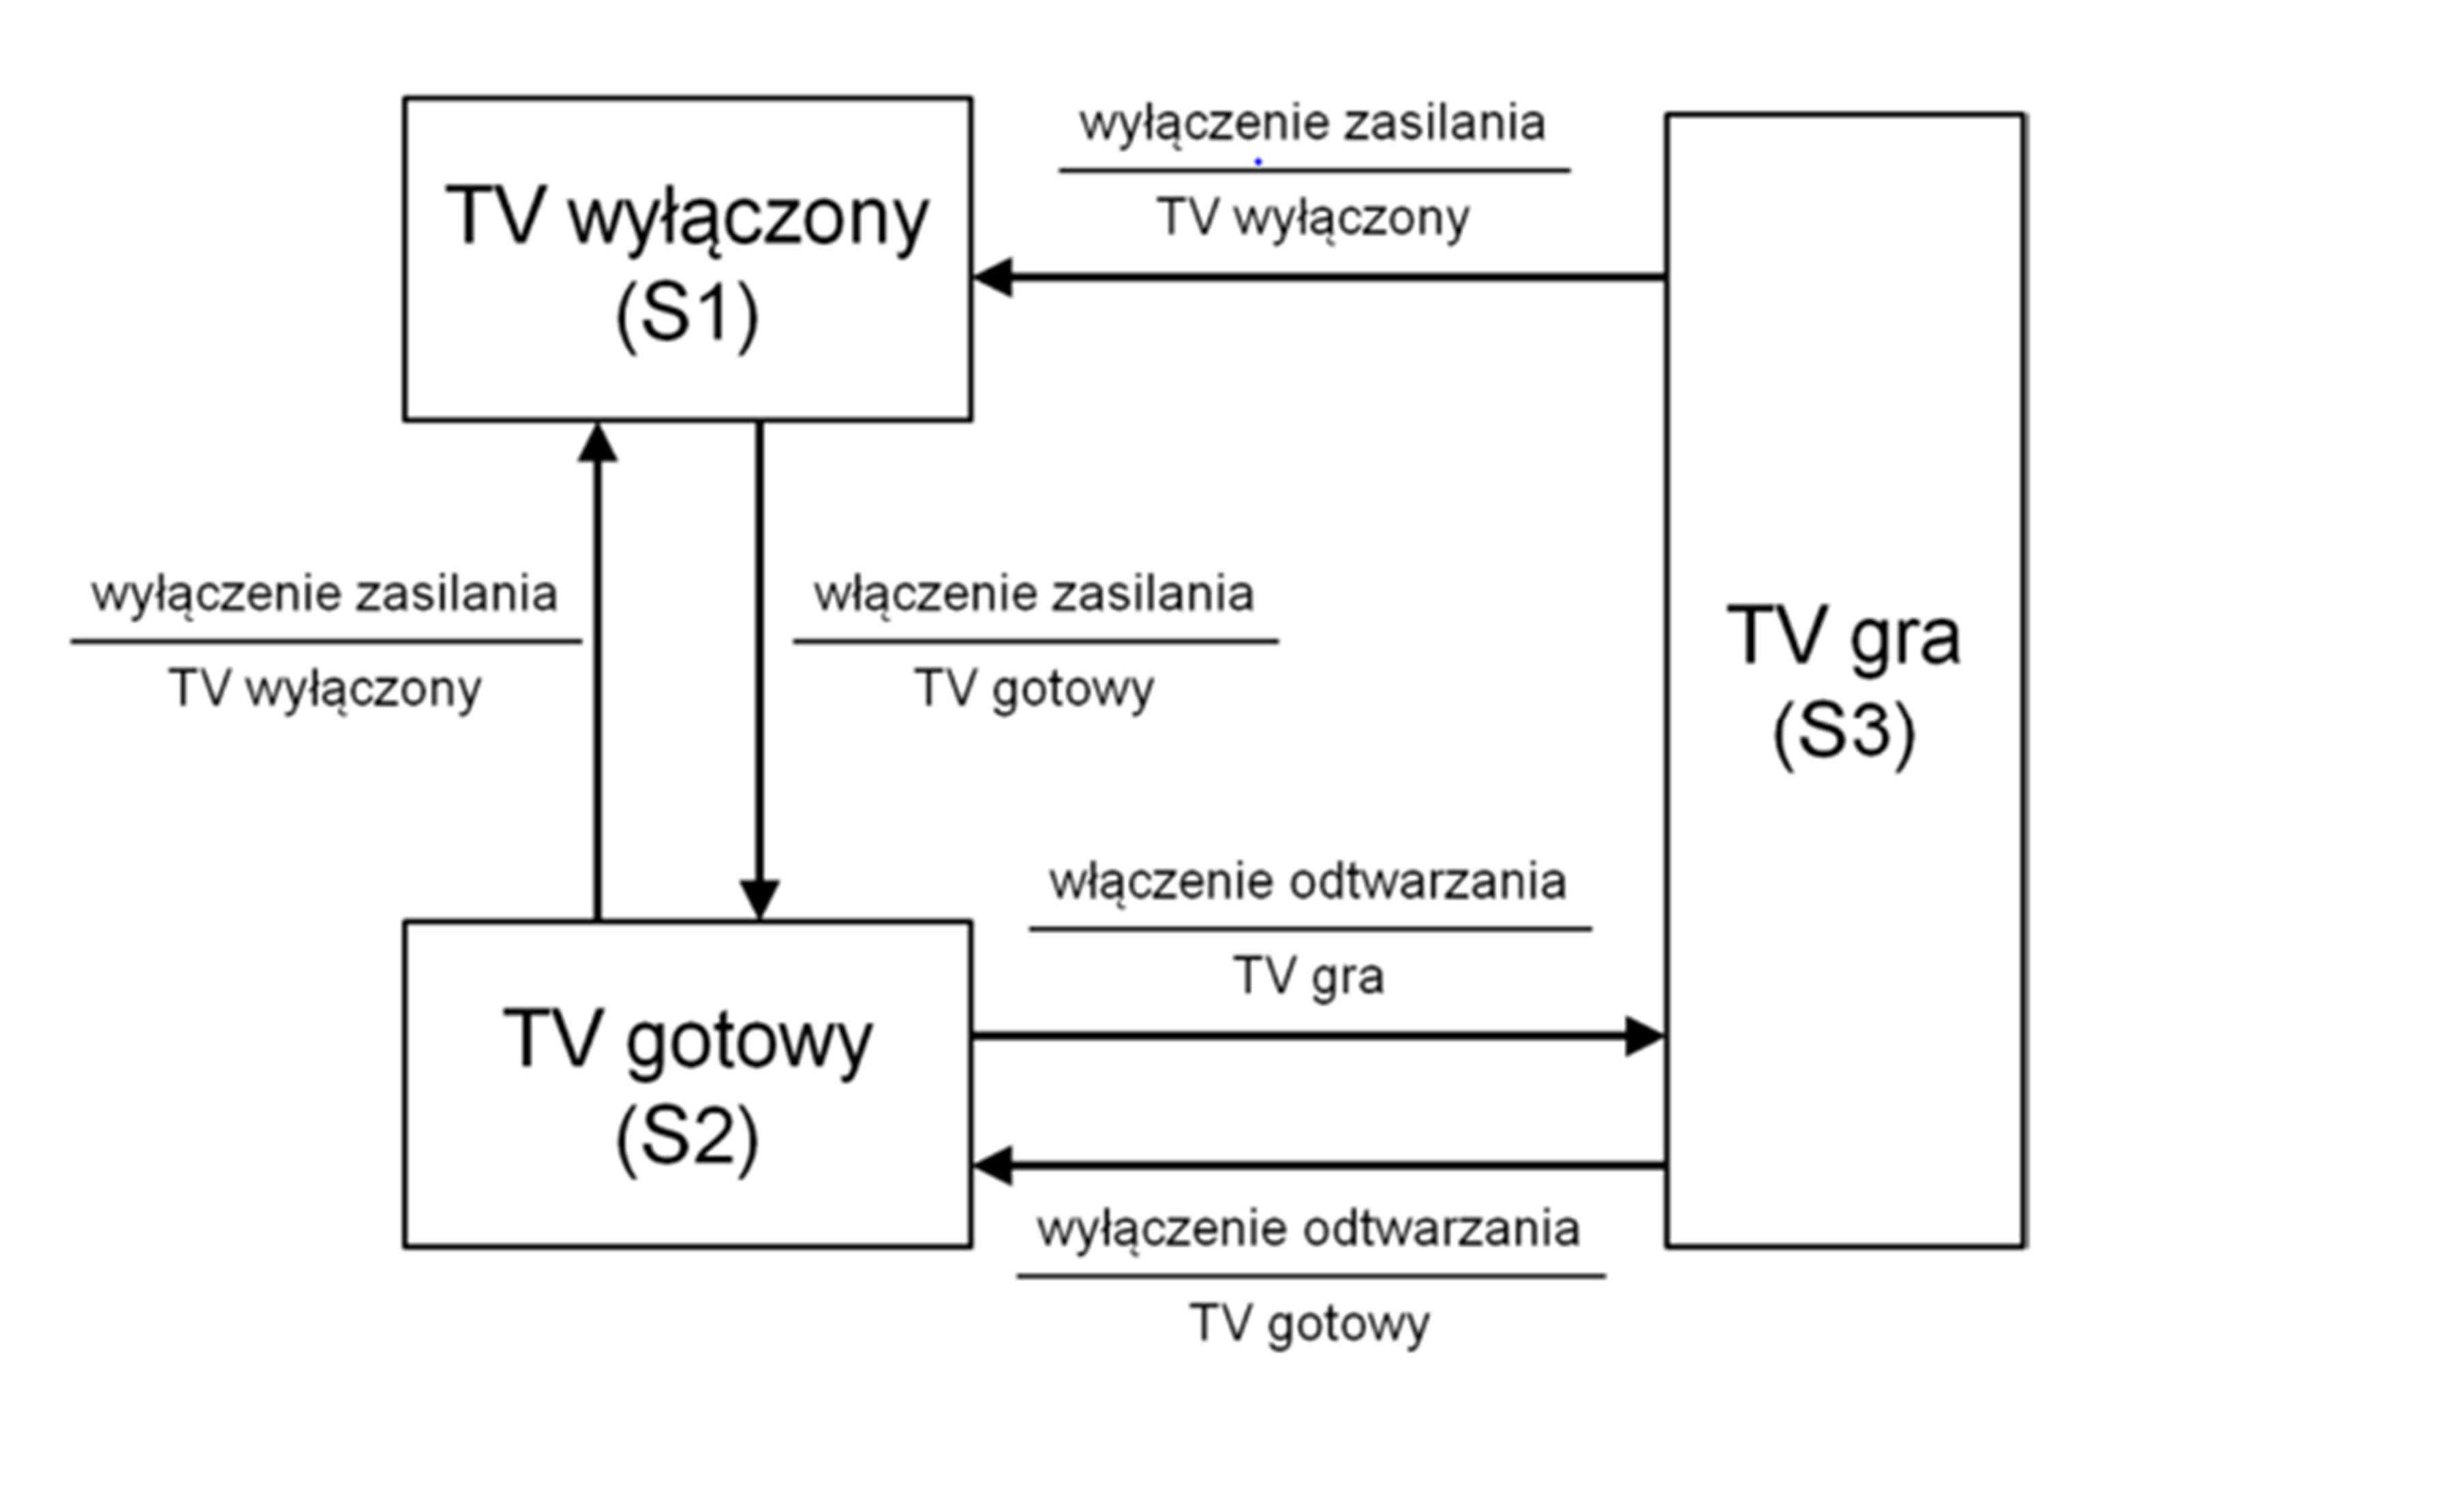 TV wyłączony
(S1)
wyłączenie zasilania
TV wyłączony
TV gra
(S3)
wyłączenie zasilania
TV wyłączony
włączenie zasilania
TV gotowy
TV gotowy
(S2)
włączenie odtwarzania
TV gra
wyłączenie odtwarzania
TV gotowy